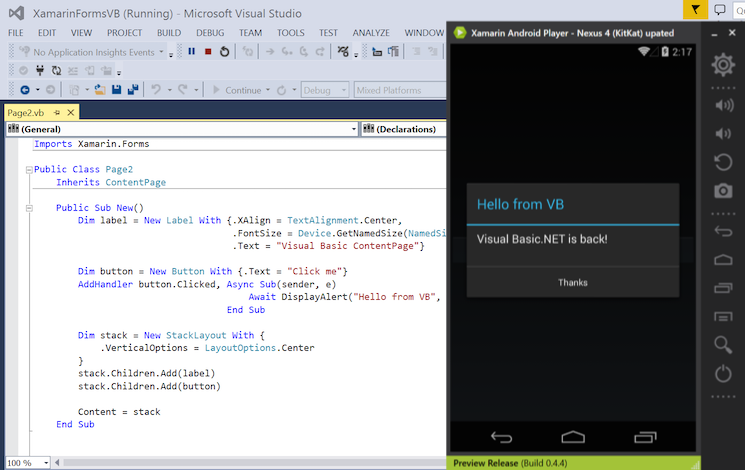 XamarinFormsVB (Running) - Microsoft Visual Studio
FILE EDIT VIEW PROJECT BUILD DEBUG TEAM TOOLS TEST ANALYZE WINDOW
No Application Insights Events
Continue Debug Mixed Platforms
Page2.vb
(General) (Declarations)
Imports Xamarin.Forms
Public Class Page2
Inherits ContentPage
Public Sub New()
Dim label = New Label With {.XAlign = TextAlignment.Center,
.FontSize = Device.GetNamedSize(NamedSi
.Text = "Visual Basic ContentPage"}
Dim button = New Button With {.Text = "Click me"}
AddHandler button.Clicked, Async Sub(sender, e)
Await DisplayAlert("Hello from VB",
End Sub
Dim stack = New StackLayout With {
.VerticalOptions = LayoutOptions.Center
}
stack.Children.Add(label)
stack.Children.Add(button)
Content = stack
End Sub
100 %
Xamarin Android Player - Nexus 4 (KitKat) upated
2:17
Hello from VB
Visual Basic.NET is back!
Thanks
Preview Release (Build 0.4.4)